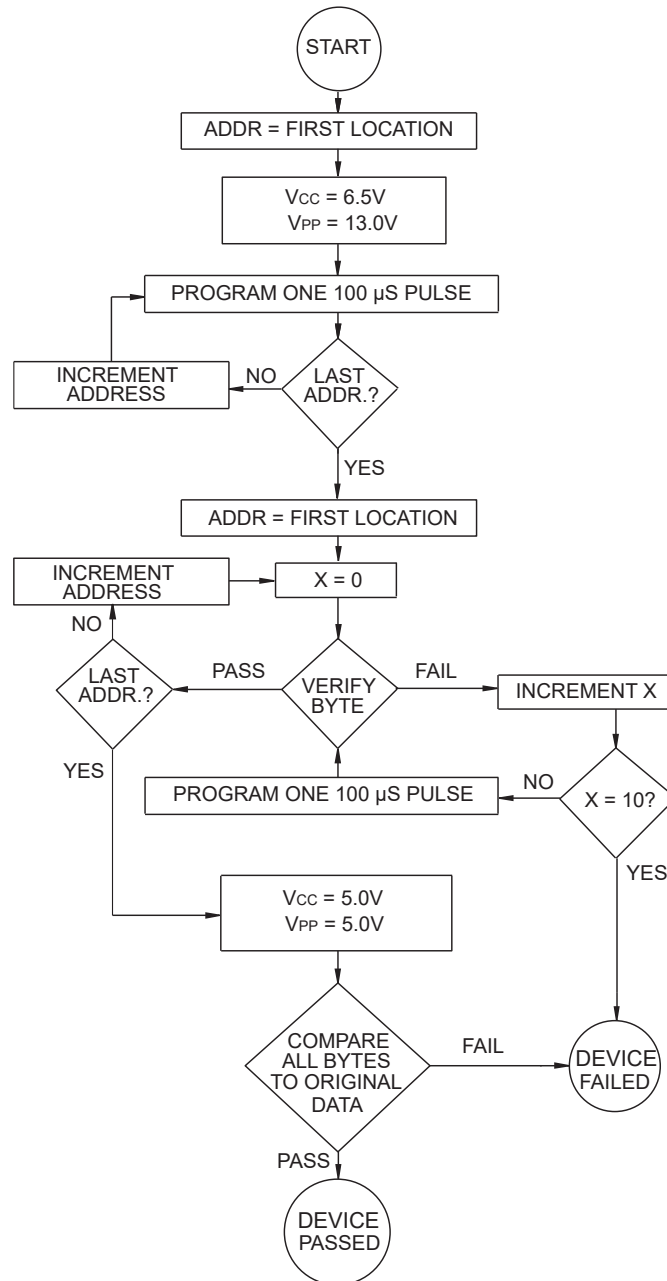 START
ADDR = FIRST LOCATION
VCC = 6.5V
VPP = 13.0V
PROGRAM ONE 100 µS PULSE
INCREMENT
ADDRESS
NO
LAST
ADDR.?
YES
ADDR = FIRST LOCATION
INCREMENT
ADDRESS
X = 0
NO
LAST
ADDR.?
PASS
VERIFY
BYTE
FAIL
INCREMENT X
YES
PROGRAM ONE 100 µS PULSE
NO
X = 10?
YES
VCC = 5.0V
VPP = 5.0V
COMPARE
ALL BYTES
TO ORIGINAL
DATA
FAIL
DEVICE
FAILED
PASS
DEVICE
PASSED